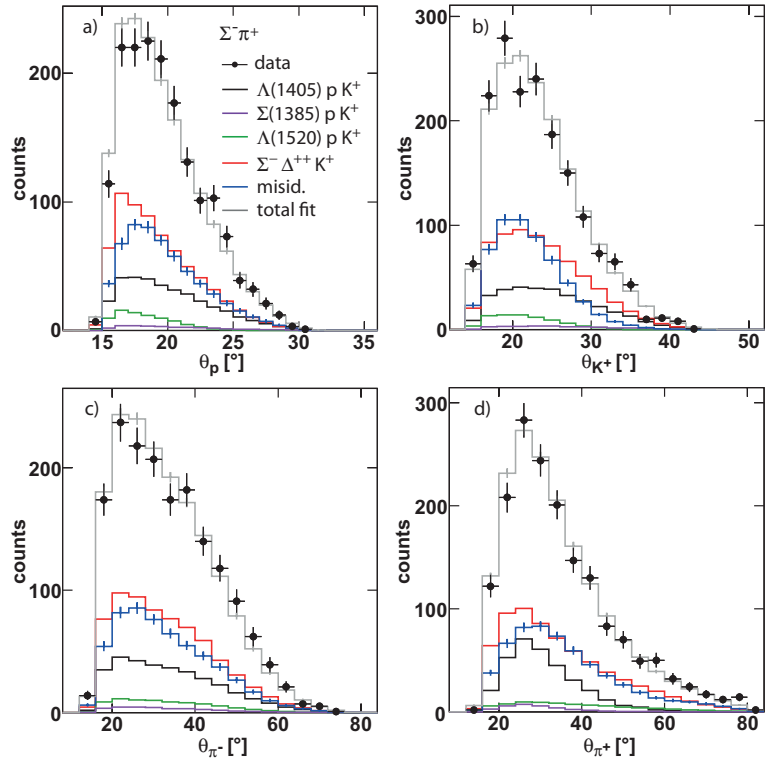 a)
Σ⁻π⁺
data
Λ(1405) p K⁺
Σ(1385) p K⁺
Λ(1520) p K⁺
Σ⁻ Δ⁺⁺ K⁺
misid.
total fit
counts
200
100
0
15 20 25 30 35
θp [°]
b)
counts
300
200
100
0
20 30 40 50
θK⁺ [°]
c)
counts
200
100
0
20 40 60 80
θπ⁻ [°]
d)
counts
300
200
100
0
20 40 60 80
θπ⁺ [°]